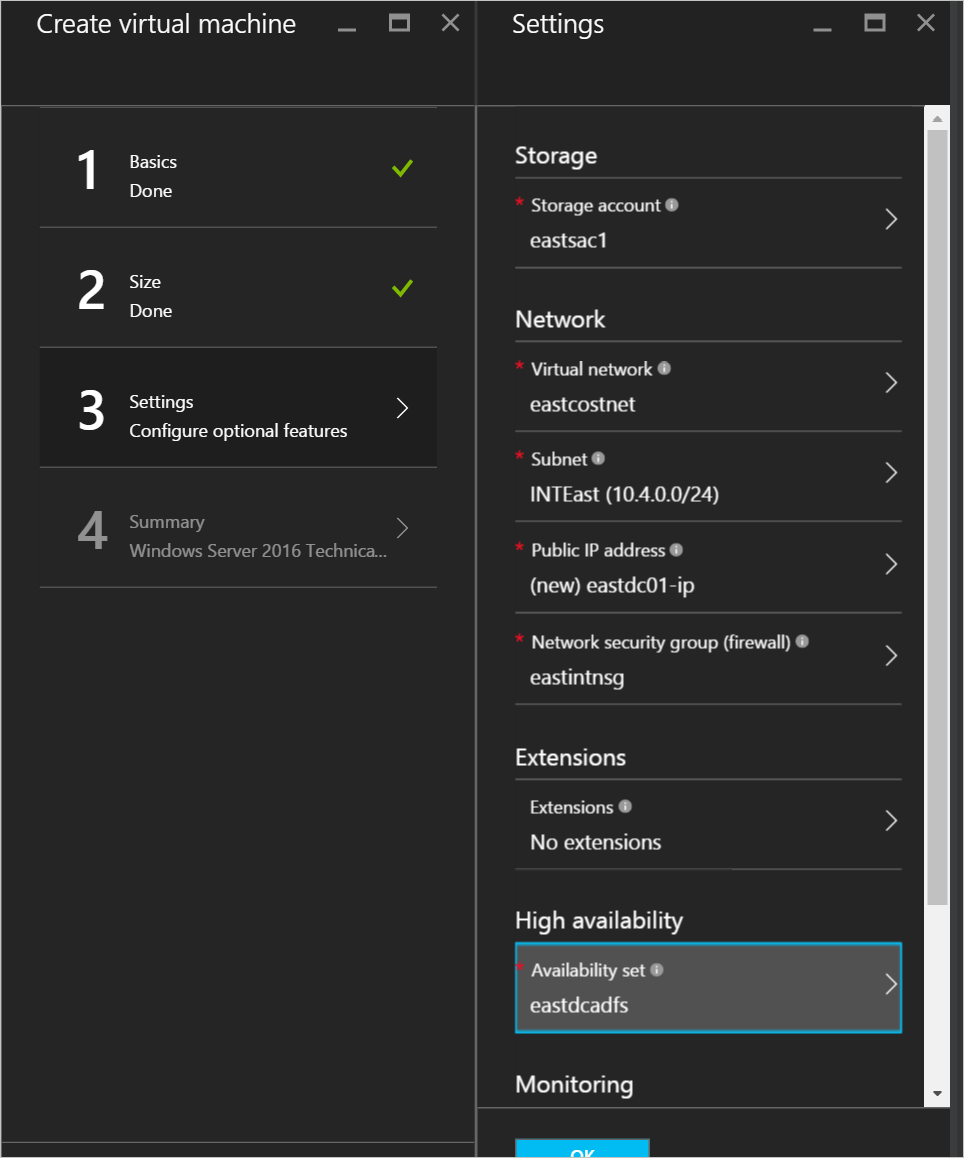 Create virtual machine
1
Basics
Done
2
Size
Done
3
Settings
Configure optional features
4
Summary
Windows Server 2016 Technica...
Settings
Storage
* Storage account
eastsac1
Network
* Virtual network
eastcostnet
* Subnet
INTEast (10.4.0.0/24)
* Public IP address
(new) eastdc01-ip
* Network security group (firewall)
eastintnsg
Extensions
Extensions
No extensions
High availability
* Availability set
eastdcadfs
Monitoring
OK